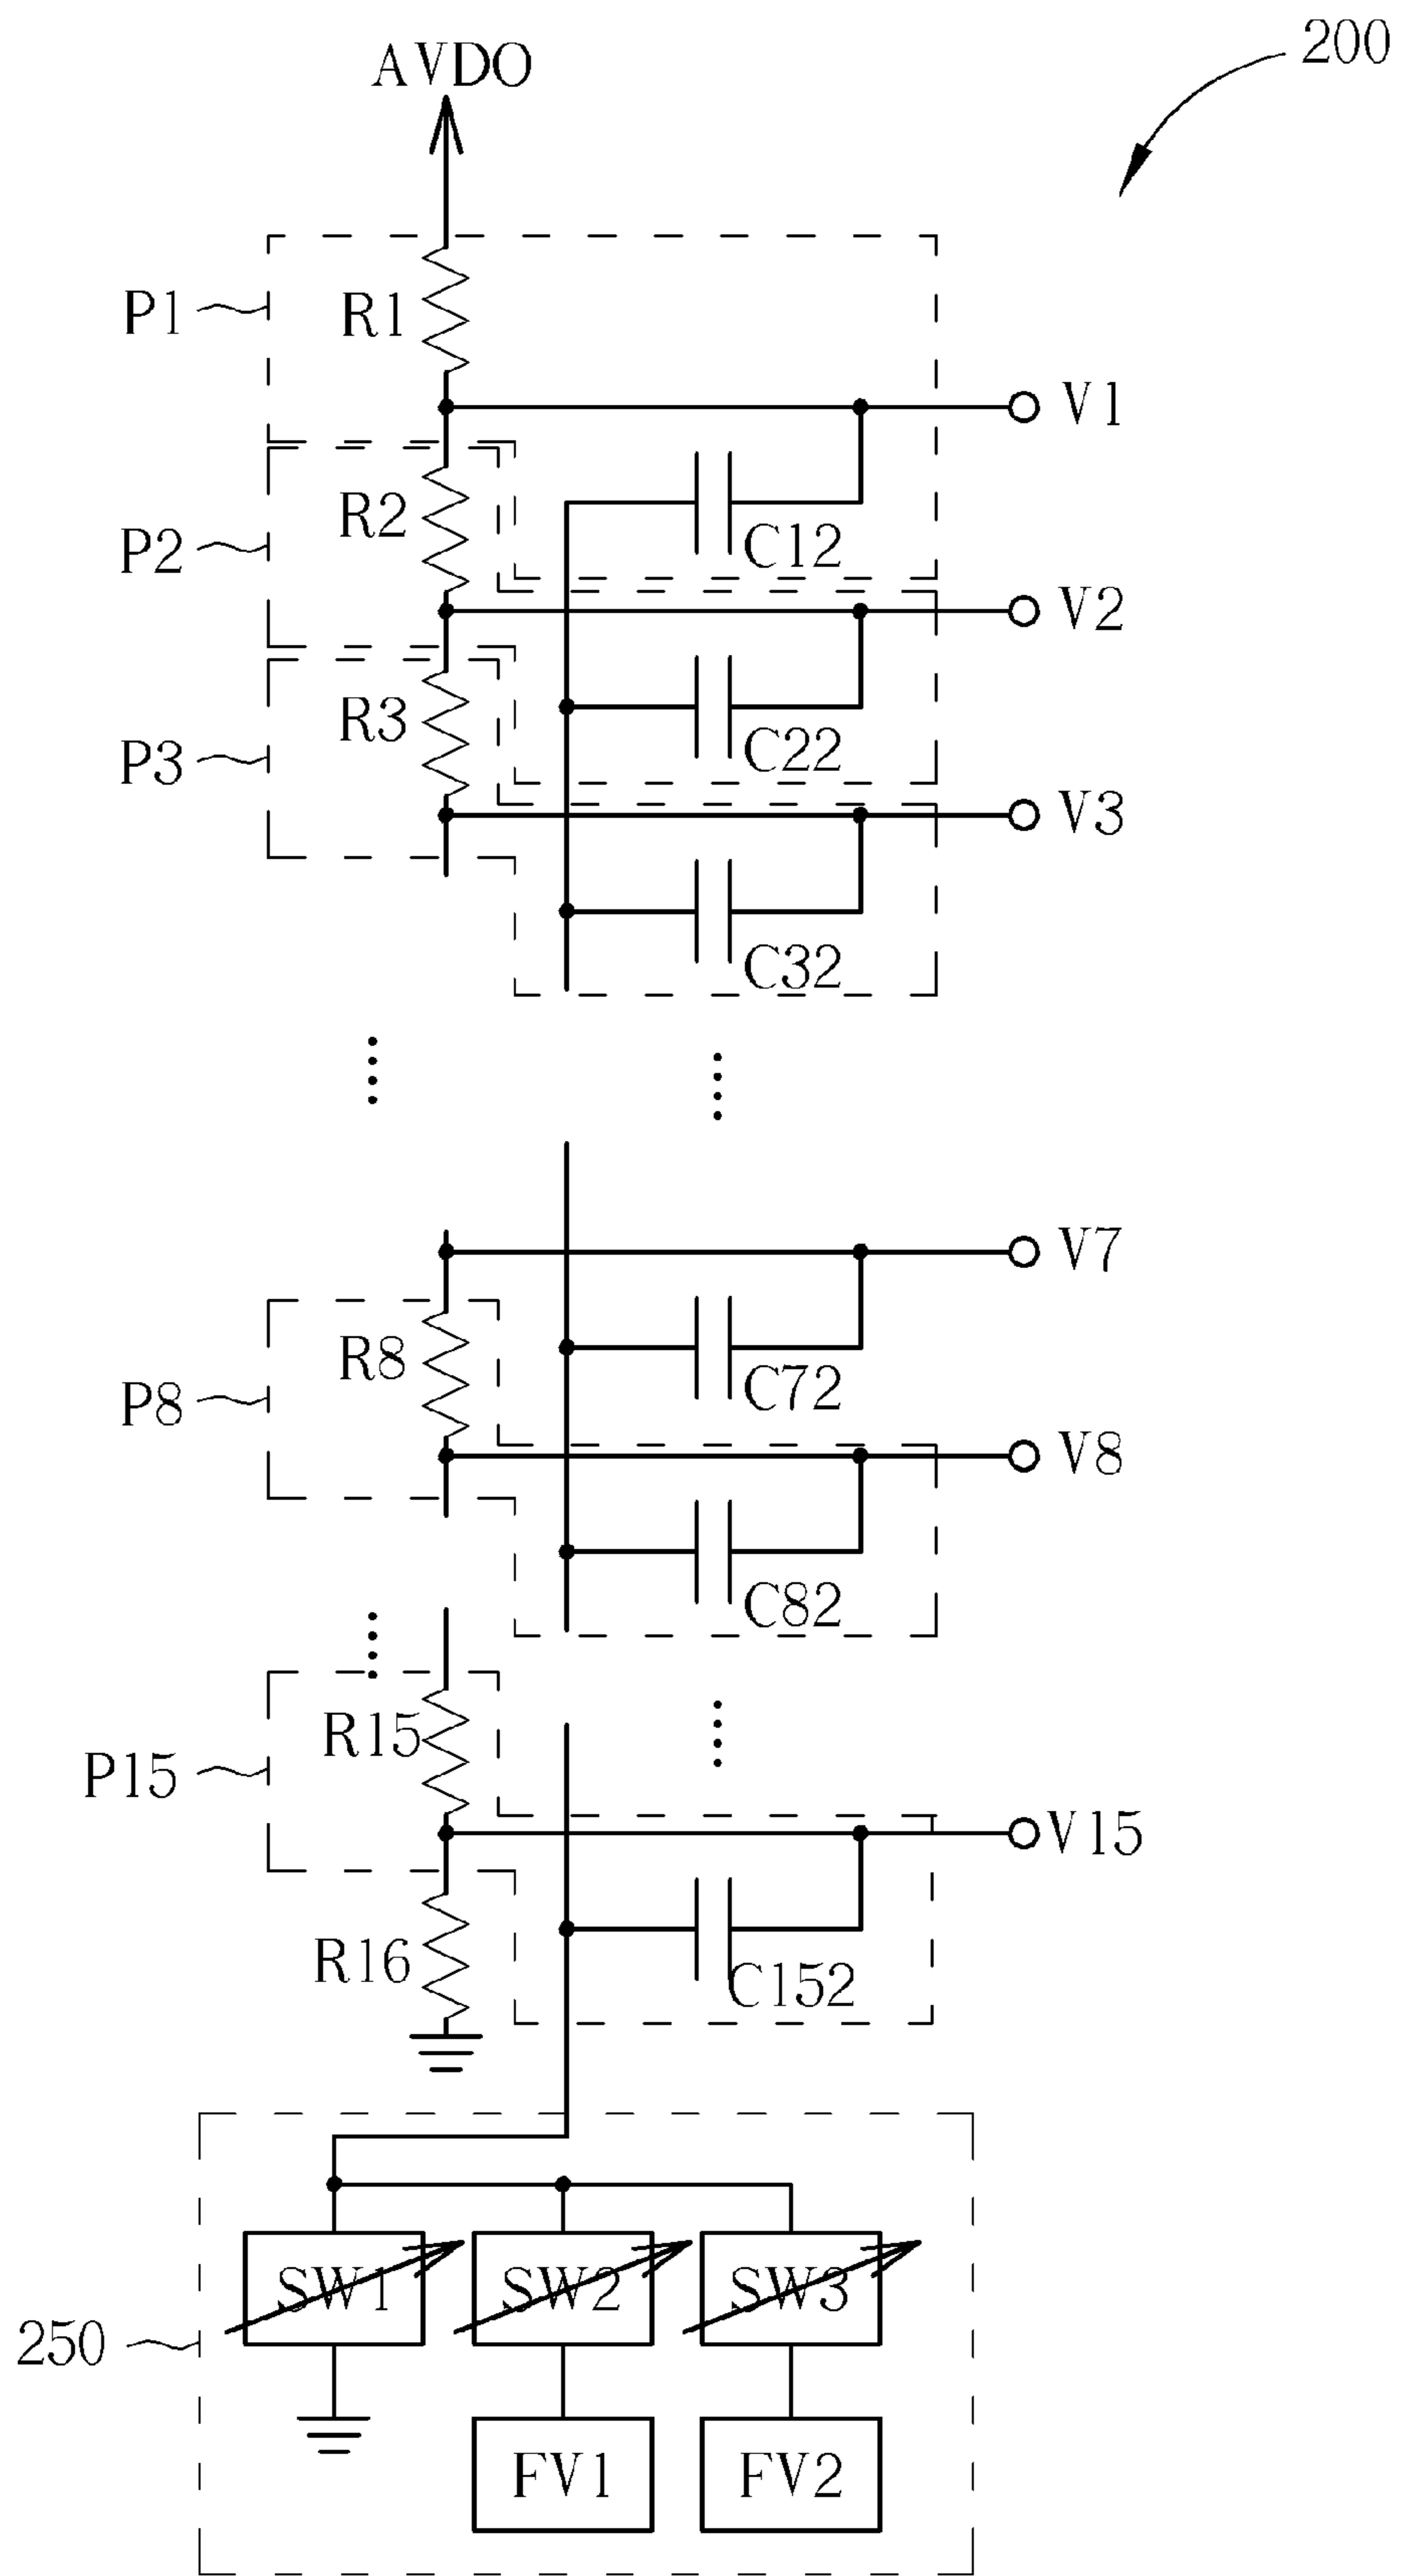 200
AVDO
P1
R1
V1
R2
C12
P2
V2
R3
C22
P3
V3
C32
V7
R8
C72
P8
V8
C82
R15
P15
V15
R16
C152
SW1
SW2
SW3
250
FV1
FV2